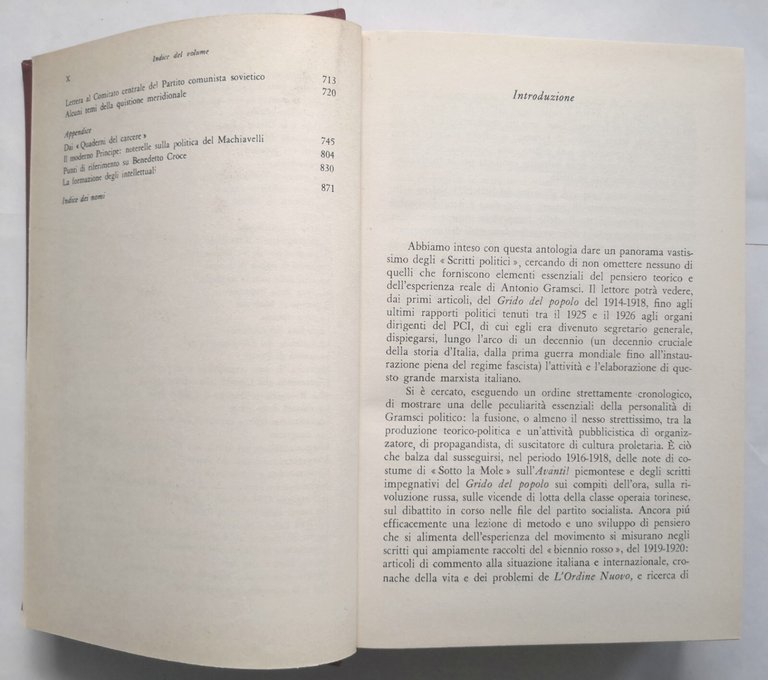 X
Indice del volume
Lettera al Comitato centrale del Partito comunista sovietico 713
Alcuni temi della quistione meridionale 720
Appendice
Dai « Quaderni del carcere »
Il moderno Principe: noterelle sulla politica del Machiavelli 745
Punti di riferimento su Benedetto Croce 804
La formazione degli intellettuali 830
Indice dei nomi 871
Introduzione
Abbiamo inteso con questa antologia dare un panorama vastis-
simo degli « Scritti politici », cercando di non omettere nessuno di
quelli che forniscono elementi essenziali del pensiero teorico e
dell'esperienza reale di Antonio Gramsci. Il lettore potrà vedere,
dai primi articoli, del Grido del popolo del 1914-1918, fino agli
ultimi rapporti politici tenuti tra il 1925 e il 1926 agli organi
dirigenti del PCI, di cui egli era divenuto segretario generale,
dispiegarsi, lungo l'arco di un decennio (un decennio cruciale
della storia d'Italia, dalla prima guerra mondiale fino all'instau-
razione piena del regime fascista) l'attività e l'elaborazione di que-
sto grande marxista italiano.
Si è cercato, eseguendo un ordine strettamente cronologico,
di mostrare una delle peculiarità essenziali della personalità di
Gramsci politico: la fusione, o almeno il nesso strettissimo, tra la
produzione teorico-politica e un'attività pubblicistica di organiz-
zatore, di propagandista, di suscitatore di cultura proletaria. È ciò
che balza dal susseguirsi, nel periodo 1916-1918, delle note di co-
stume di « Sotto la Mole » sull'Avanti! piemontese e degli scritti
impegnativi del Grido del popolo sui compiti dell'ora, sulla ri-
voluzione russa, sulle vicende di lotta della classe operaia torinese,
sul dibattito in corso nelle file del partito socialista. Ancora piú
efficacemente una lezione di metodo e uno sviluppo di pensiero
che si alimenta dell'esperienza del movimento si misurano negli
scritti qui ampiamente raccolti del « biennio rosso », del 1919-1920:
articoli di commento alla situazione italiana e internazionale, cro-
nache della vita e dei problemi de L'Ordine Nuovo, e ricerca di